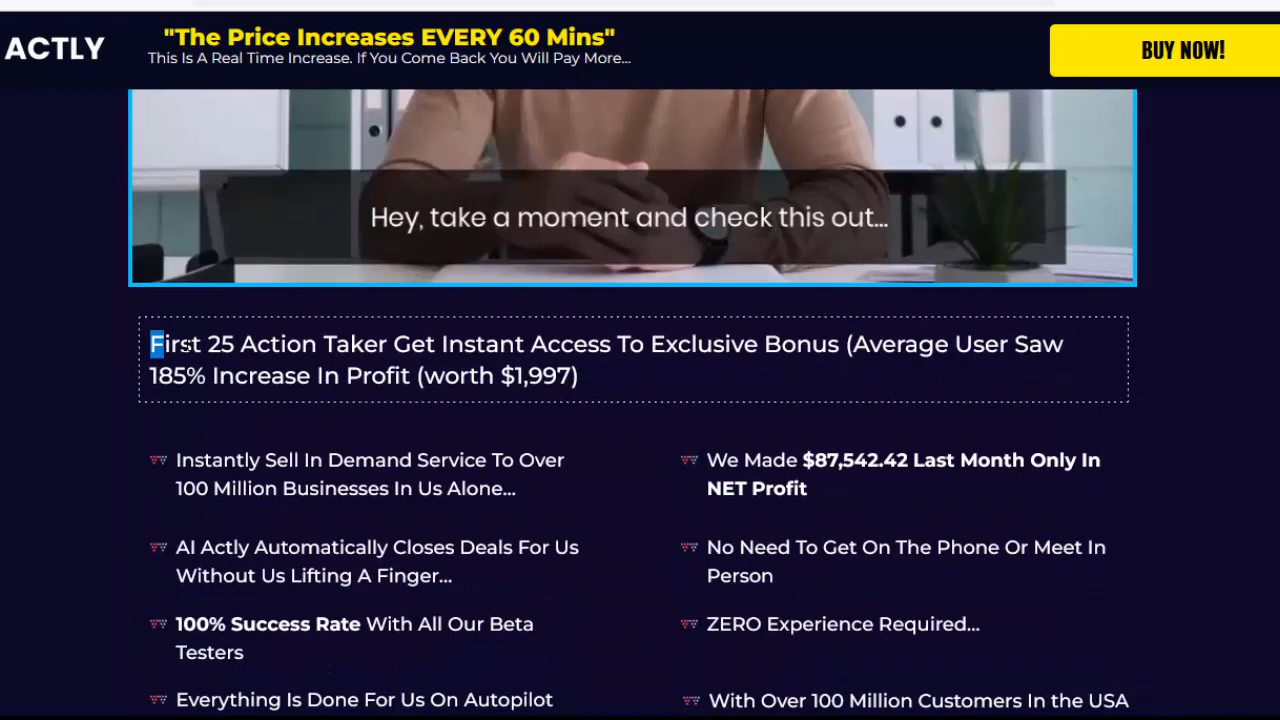 ACTLY
"The Price Increases EVERY 60 Mins"
This Is A Real Time Increase. If You Come Back You Will Pay More...
BUY NOW!
Hey, take a moment and check this out...
First 25 Action Taker Get Instant Access To Exclusive Bonus (Average User Saw
185% Increase In Profit (worth $1,997)
Instantly Sell In Demand Service To Over
100 Million Businesses In Us Alone...
AI Actly Automatically Closes Deals For Us
Without Us Lifting A Finger...
100% Success Rate With All Our Beta
Testers
Everything Is Done For Us On Autopilot
We Made $87,542.42 Last Month Only In
NET Profit
No Need To Get On The Phone Or Meet In
Person
ZERO Experience Required...
With Over 100 Million Customers In the USA